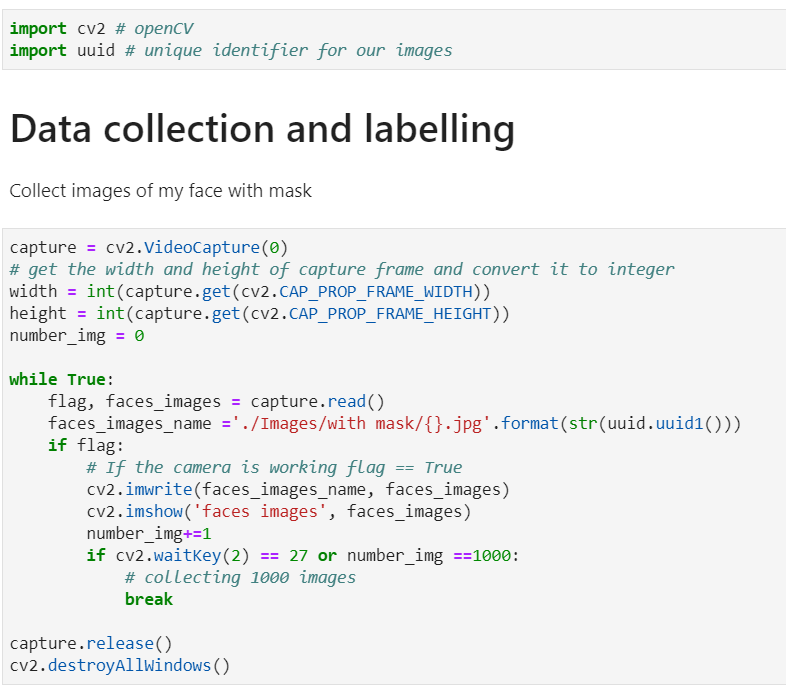 import cv2 # openCV
import uuid # unique identifier for our images
Data collection and labelling
Collect images of my face with mask
capture = cv2.VideoCapture(0)
# get the width and height of capture frame and convert it to integer
width = int(capture.get(cv2.CAP_PROP_FRAME_WIDTH))
height = int(capture.get(cv2.CAP_PROP_FRAME_HEIGHT))
number_img = 0
while True:
    flag, faces_images = capture.read()
    faces_images_name ='./Images/with mask/{}.jpg'.format(str(uuid.uuid1()))
    if flag:
        # If the camera is working flag == True
        cv2.imwrite(faces_images_name, faces_images)
        cv2.imshow('faces images', faces_images)
        number_img+=1
        if cv2.waitKey(2) == 27 or number_img ==1000:
            # collecting 1000 images
            break
capture.release()
cv2.destroyAllWindows()